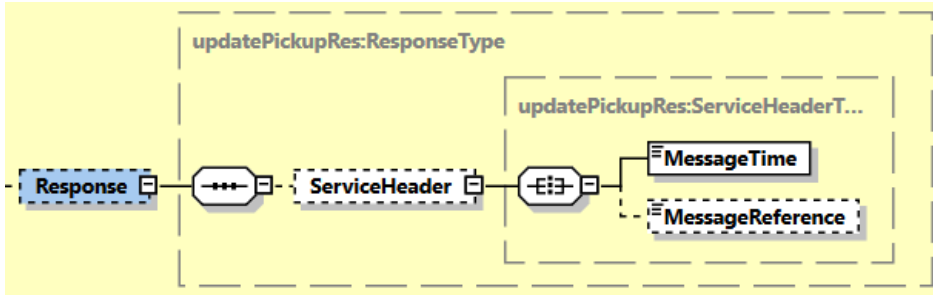 updatePickupRes:ResponseType
updatePickupRes:ServiceHeaderT...
Response
ServiceHeader
MessageTime
MessageReference